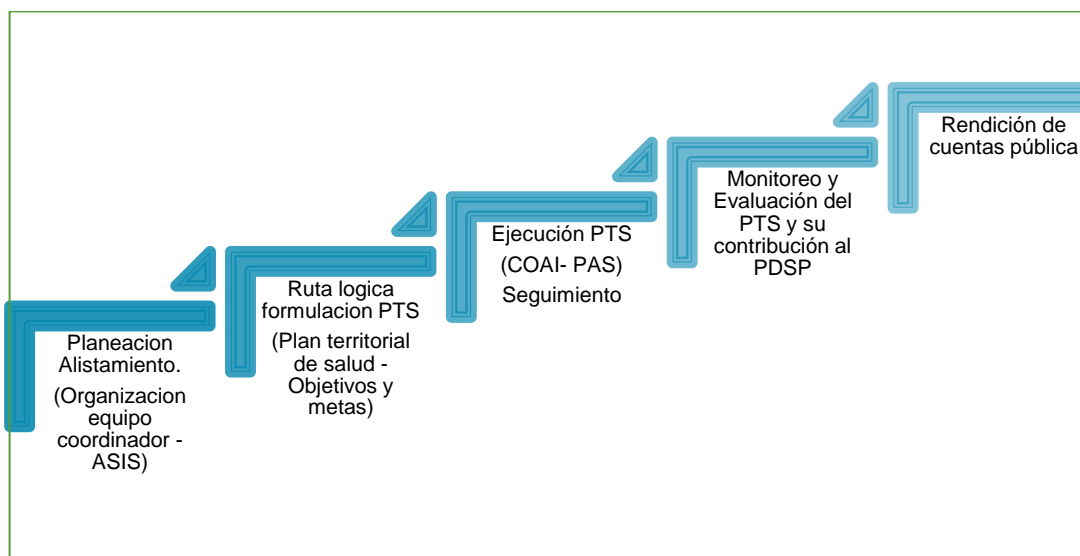 Planeacion
Alistamiento.
(Organizacion
equipo
coordinador -
ASIS)
Ruta logica
formulacion PTS
(Plan territorial
de salud -
Objetivos y
metas)
Ejecución PTS
(COAI- PAS)
Seguimiento
Monitoreo y
Evaluación del
PTS y su
contribución al
PDSP
Rendición de
cuentas pública